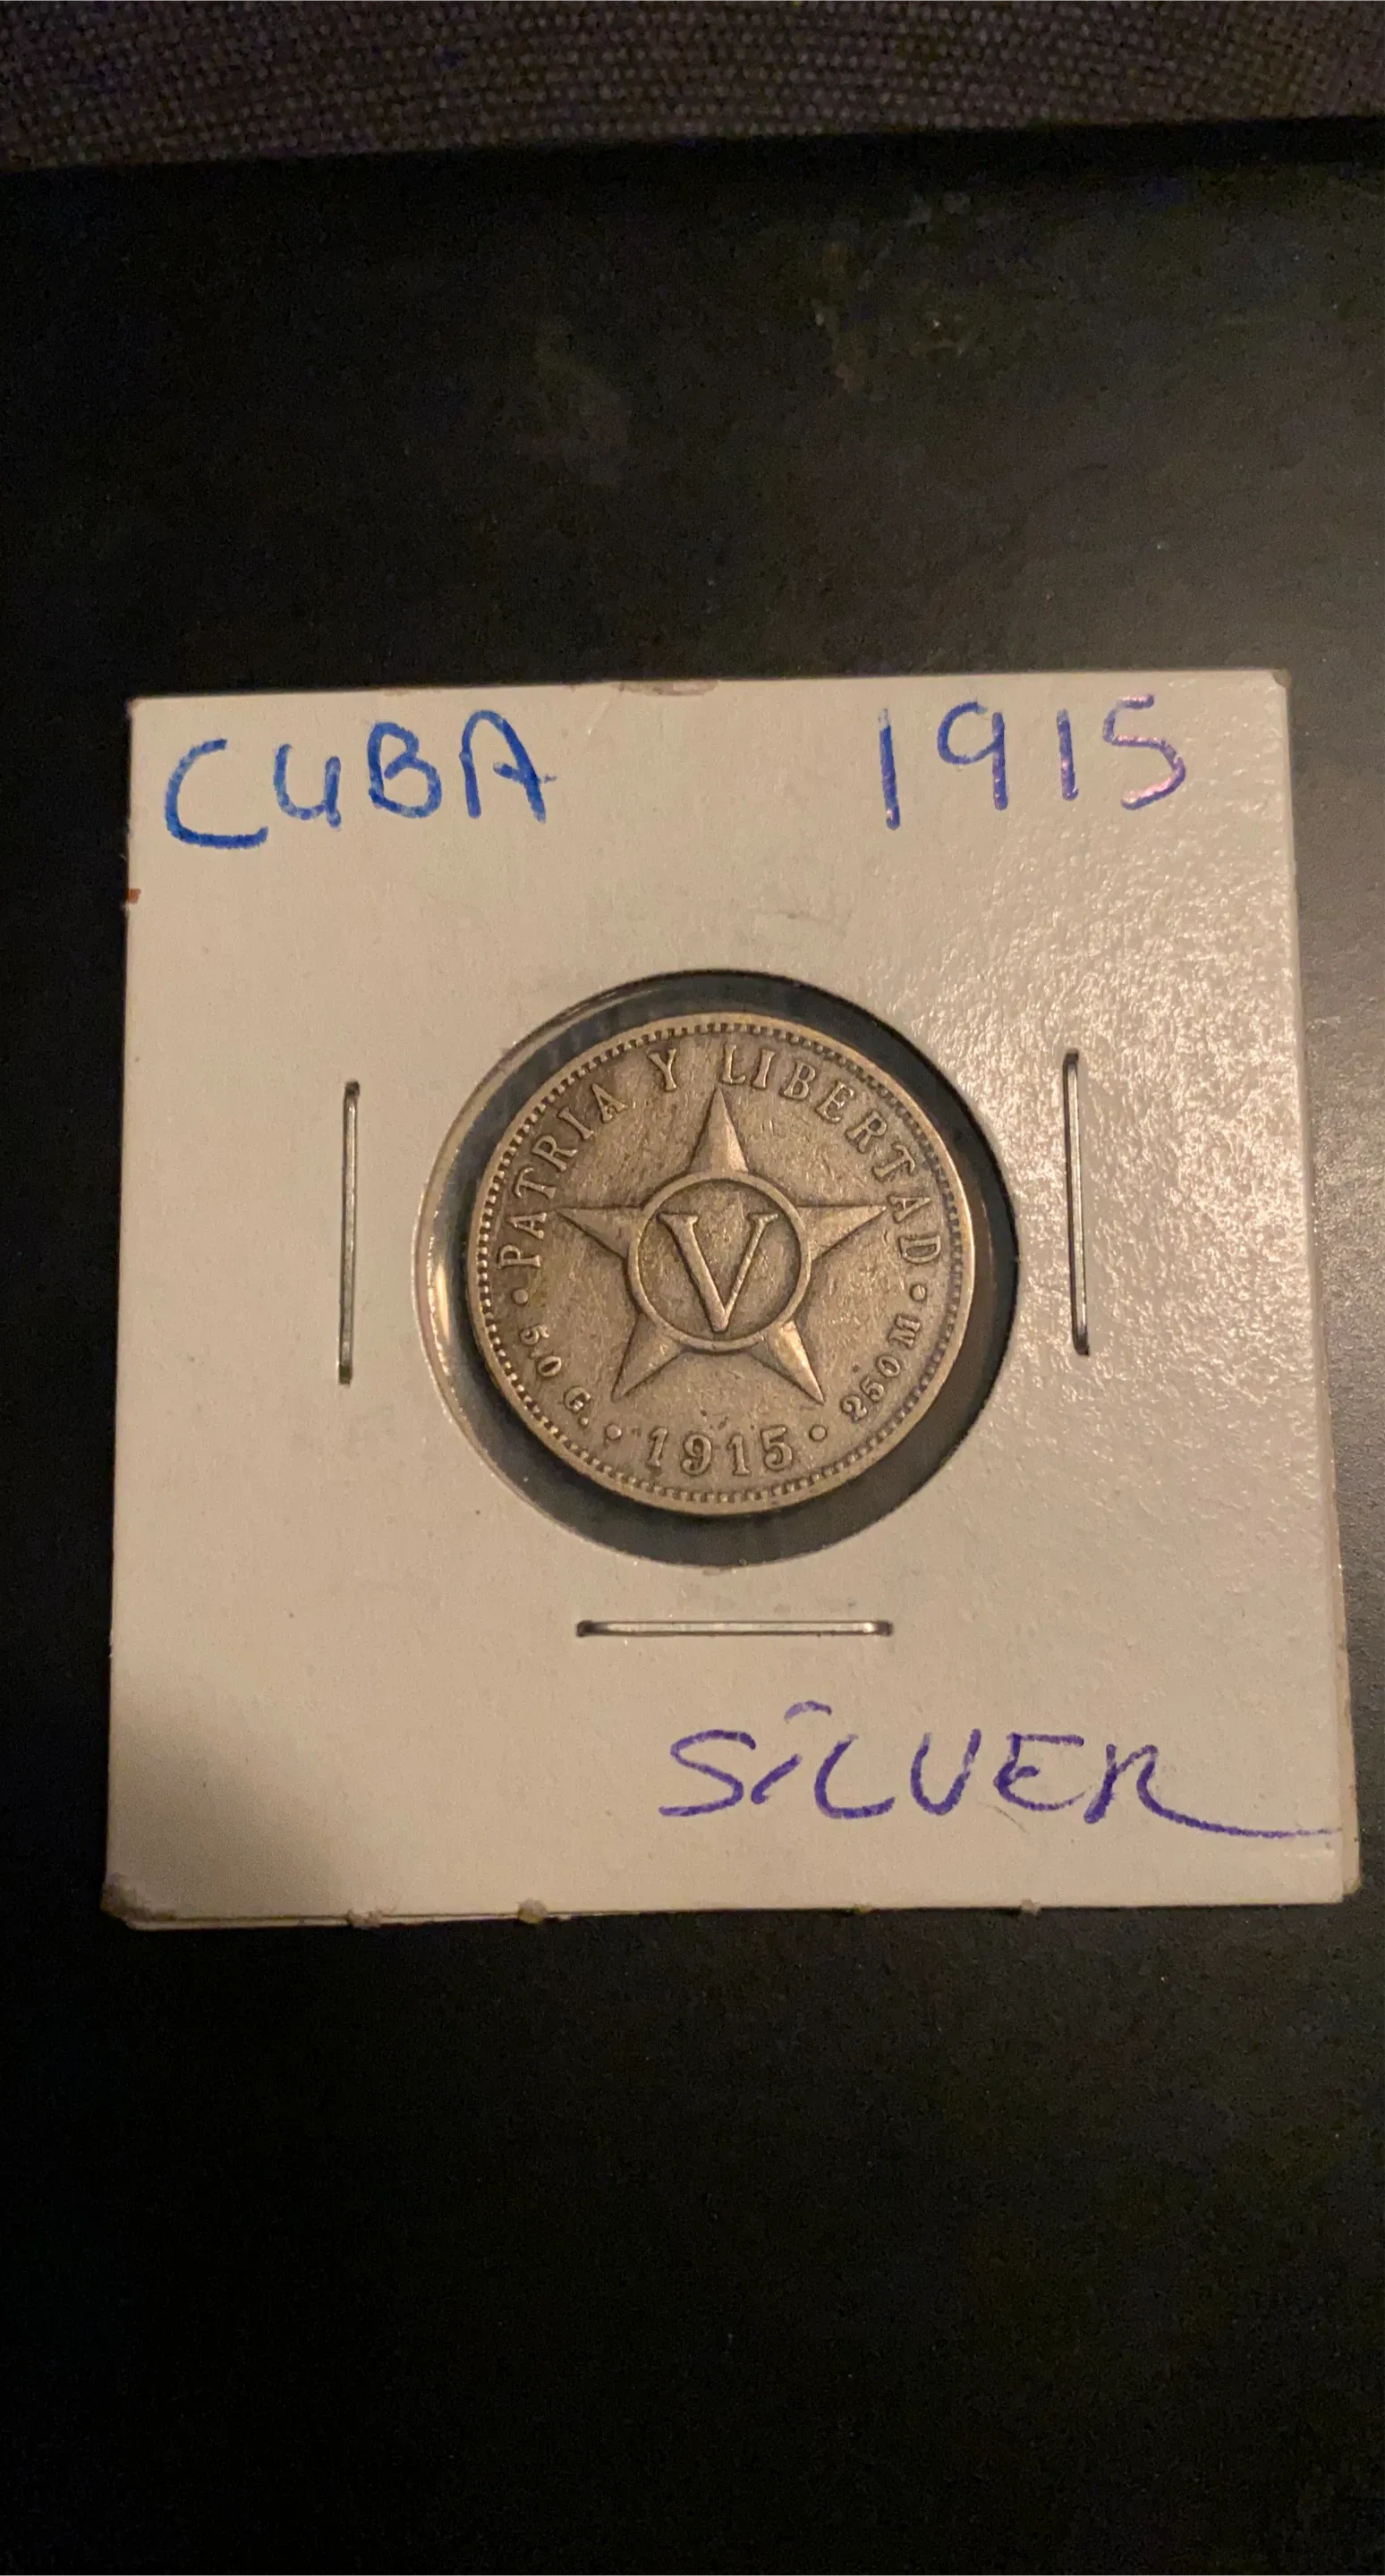 CUBA 1915
PATRIA Y LIBERTAD
V
5.0 G. • 1915 • 250 M
SILVER